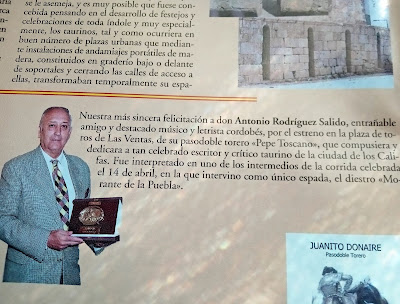 se le asemeja, y es muy posible que fuese con-
cebida pensando en el desarrollo de festejos y
celebraciones de toda índole y muy especial-
mente, los taurinos, tal y como ocurriera en
buen número de plazas urbanas que median-
te instalaciones de andamiajes portátiles de ma-
dera, constituidos en graderío bajo o delante
de soportales y cerrando las calles de acceso a
ellas, transformaban temporalmente su espa-
Nuestra más sincera felicitación a don Antonio Rodríguez Salido, entrañable
amigo y destacado músico y letrista cordobés, por el estreno en la plaza de to-
ros de Las Ventas, de su pasodoble torero «Pepe Toscano», que compusiera y
dedicara a tan celebrado escritor y crítico taurino de la ciudad de los Cali-
fas. Fue interpretado en uno de los intermedios de la corrida celebrada
el 14 de abril, en la que intervino como único espada, el diestro «Mo-
rante de la Puebla».
JUANITO DONAIRE
Pasodoble Torero